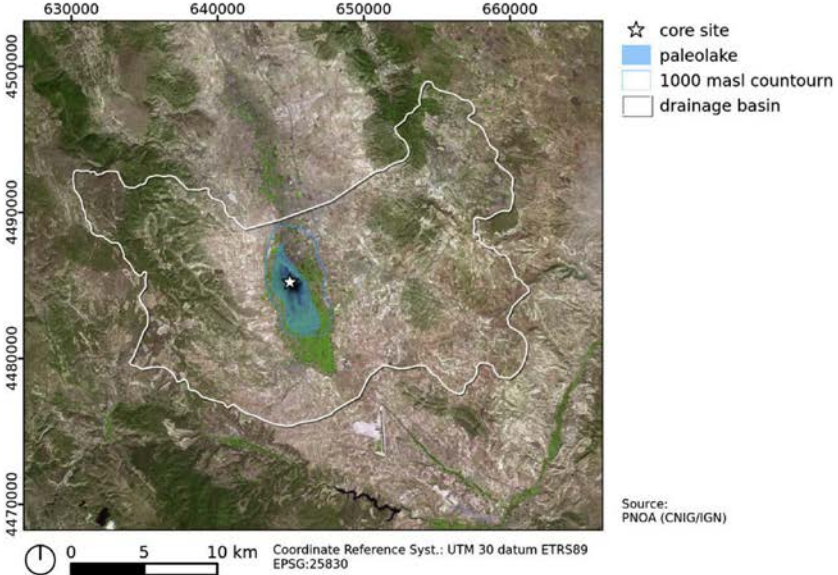 630000 640000 650000 660000
4500000
4490000
4480000
4470000
core site
paleolake
1000 masl countourn
drainage basin
Source:
PNOA (CNIG/IGN)
0 5 10 km
Coordinate Reference Syst.: UTM 30 datum ETRS89
EPSG:25830